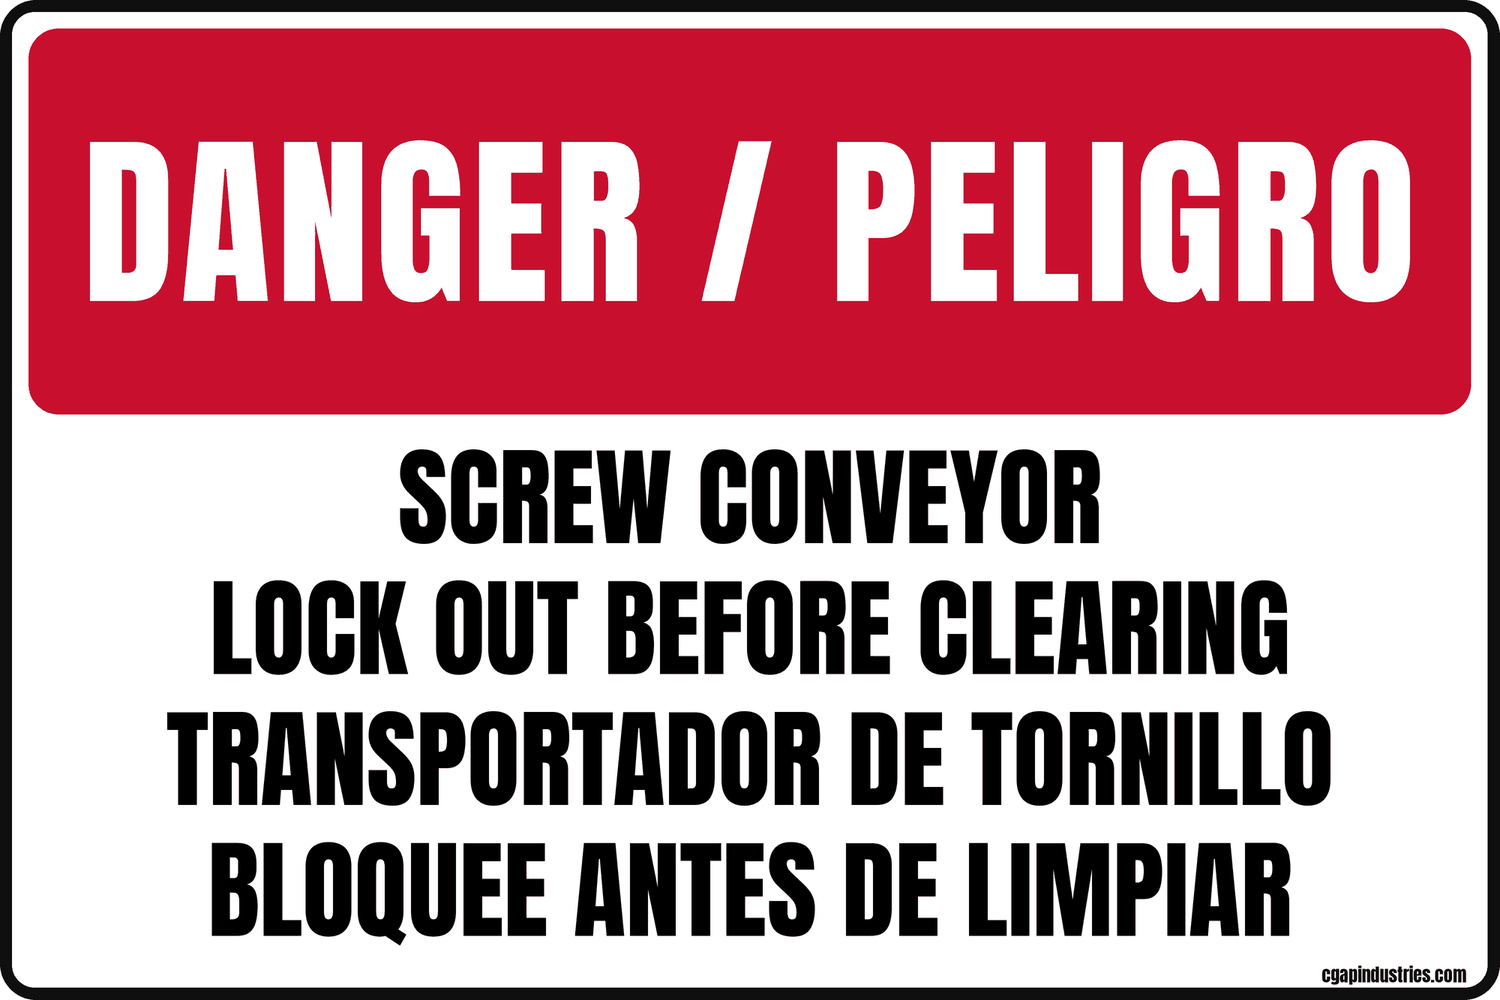 DANGER / PELIGRO
SCREW CONVEYOR
LOCK OUT BEFORE CLEARING
TRANSPORTADOR DE TORNILLO
BLOQUEE ANTES DE LIMPIAR
cgapindustries.com